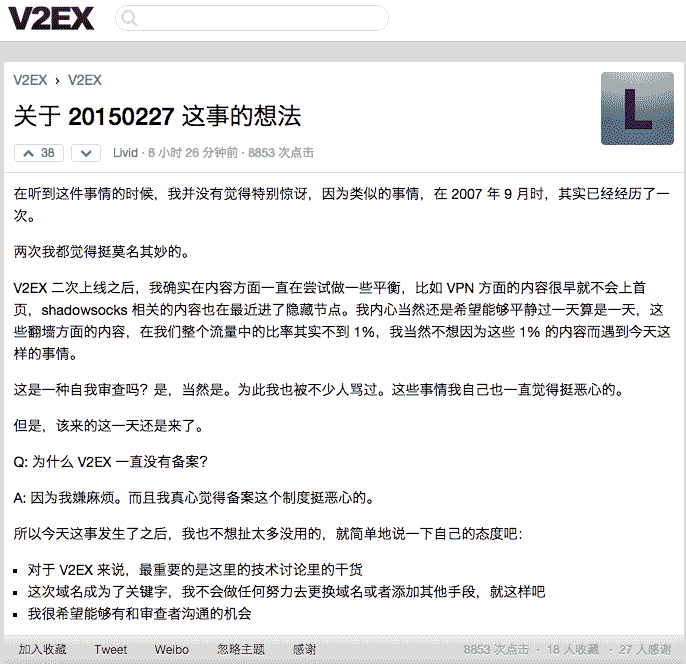 V2EX
V2EX › V2EX
关于 20150227 这事的想法
38
Livid · 8 小时 26 分钟前 · 8853 次点击
L
在听到这件事情的时候，我并没有觉得特别惊讶，因为类似的事情，在 2007 年 9 月时，其实已经经历了一
次。
两次我都觉得挺莫名其妙的。
V2EX 二次上线之后，我确实在内容方面一直在尝试做一些平衡，比如 VPN 方面的内容很早就不会上首
页，shadowsocks 相关的内容也在最近进了隐藏节点。我内心当然还是希望能够平静过一天算是一天，这
些翻墙方面的内容，在我们整个流量中的比率其实不到 1%，我当然不想因为这些 1% 的内容而遇到今天这
样的事情。
这是一种自我审查吗？是，当然是。为此我也被不少人骂过。这些事情我自己也一直觉得挺恶心的。
但是，该来的这一天还是来了。
Q: 为什么 V2EX 一直没有备案？
A: 因为我嫌麻烦。而且我真心觉得备案这个制度挺恶心的。
所以今天这事发生了之后，我也不想扯太多没用的，就简单地说一下自己的态度吧：
▪ 对于 V2EX 来说，最重要的是这里的技术讨论里的干货
▪ 这次域名成为了关键字，我不会做任何努力去更换域名或者添加其他手段，就这样吧
▪ 我很希望能够有和审查者沟通的机会
加入收藏 Tweet Weibo 忽略主题 感谢 8853 次点击 · 18 人收藏 · 27 人感谢